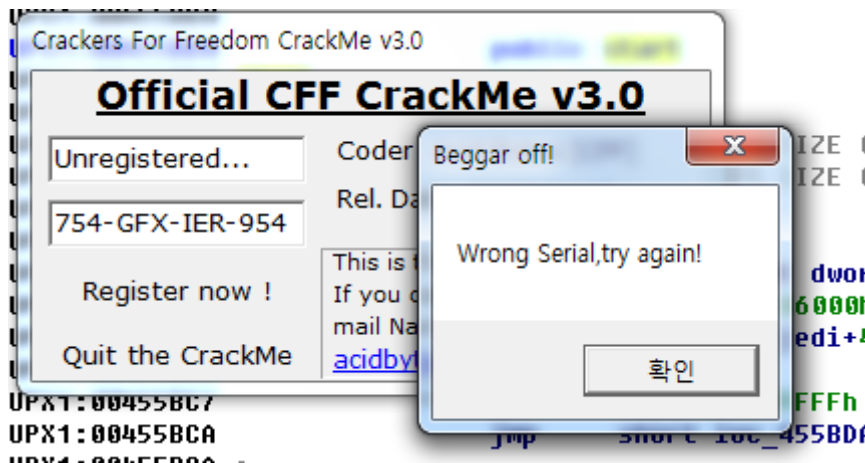 Crackers For Freedom CrackMe v3.0
Official CFF CrackMe v3.0
Unregistered...
754-GFX-IER-954
Register now !
Quit the CrackMe
Coder
Rel. Da
This is
If you
mail Na
acidby
Beggar off!
Wrong Serial,try again!
확인
IZE
IZE
dwor
6000h
edi+
FFFh
UPX1:00455BC7
UPX1:00455BCA jmp short loc_455BDA